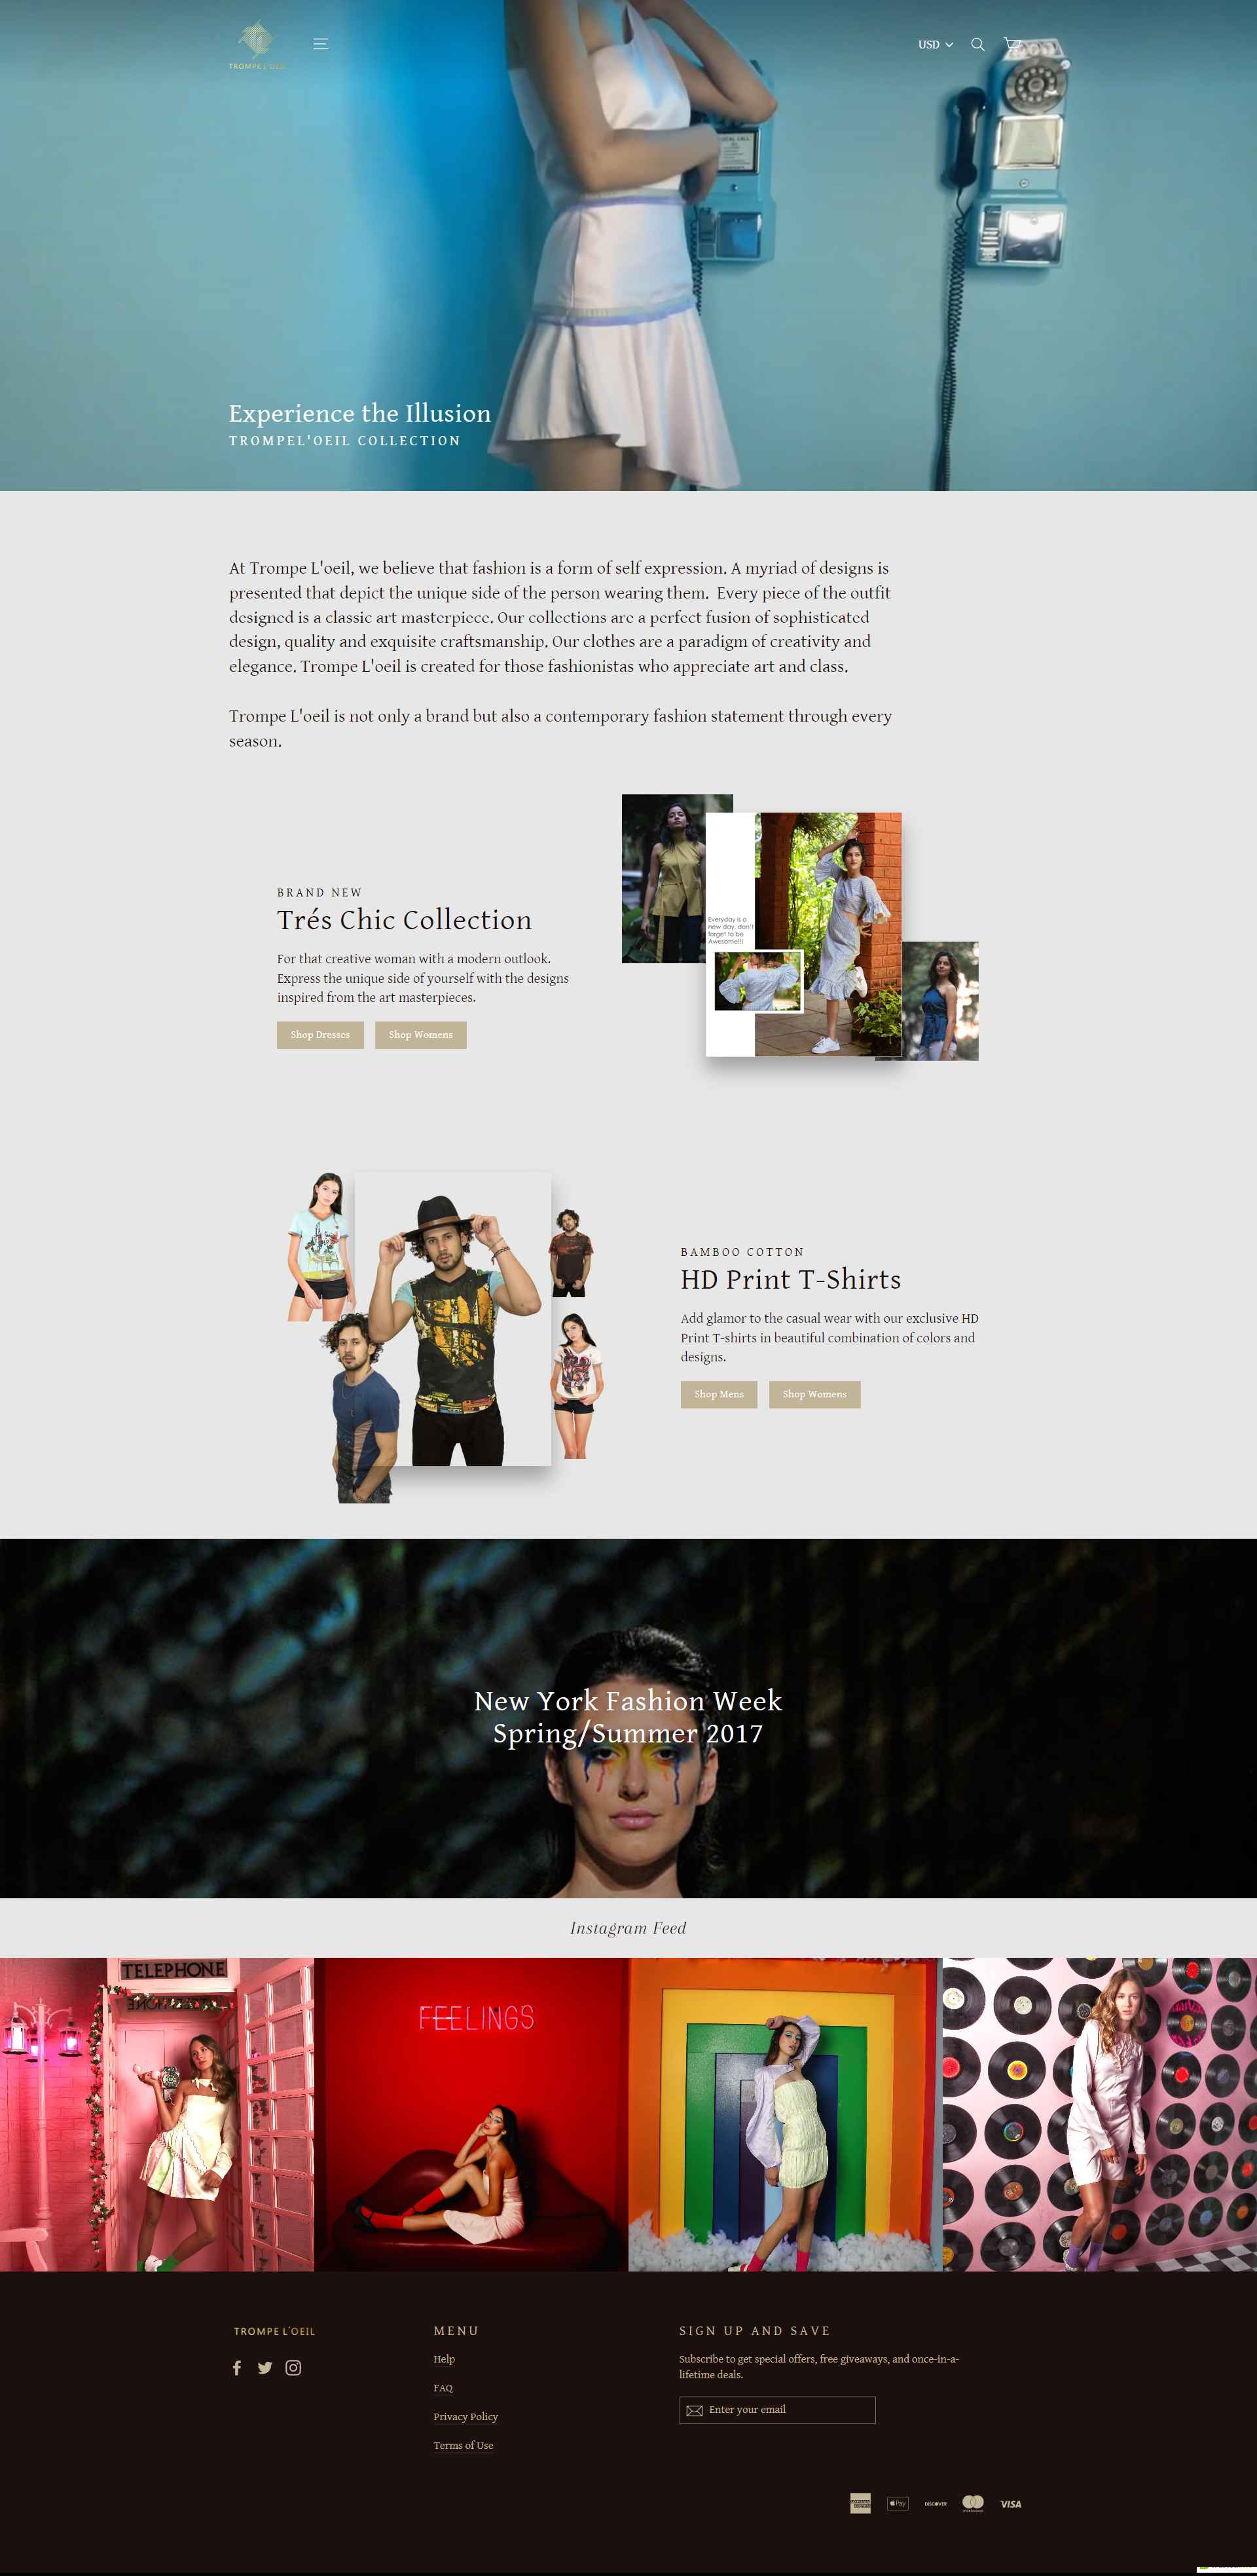 TROMPE L'OEIL
USD
Experience the Illusion
TROMPEL'OEIL COLLECTION
At Trompe L'oeil, we believe that fashion is a form of self expression. A myriad of designs is
presented that depict the unique side of the person wearing them.  Every piece of the outfit
designed is a classic art masterpiece. Our collections are a perfect fusion of sophisticated
design, quality and exquisite craftsmanship. Our clothes are a paradigm of creativity and
elegance. Trompe L'oeil is created for those fashionistas who appreciate art and class.
Trompe L'oeil is not only a brand but also a contemporary fashion statement through every
season.
BRAND NEW
Trés Chic Collection
For that creative woman with a modern outlook.
Express the unique side of yourself with the designs
inspired from the art masterpieces.
Shop Dresses
Shop Womens
Everyday is a
new day, don't
forget to be
Awesome!!!
BAMBOO COTTON
HD Print T-Shirts
Add glamor to the casual wear with our exclusive HD
Print T-shirts in beautiful combination of colors and
designs.
Shop Mens
Shop Womens
New York Fashion Week
Spring/Summer 2017
Instagram Feed
TELEPHONE
FEELINGS
TROMPE L'OEIL
MENU
Help
FAQ
Privacy Policy
Terms of Use
SIGN UP AND SAVE
Subscribe to get special offers, free giveaways, and once-in-a-
lifetime deals.
Enter your email
Pay
DISCOVER
VISA